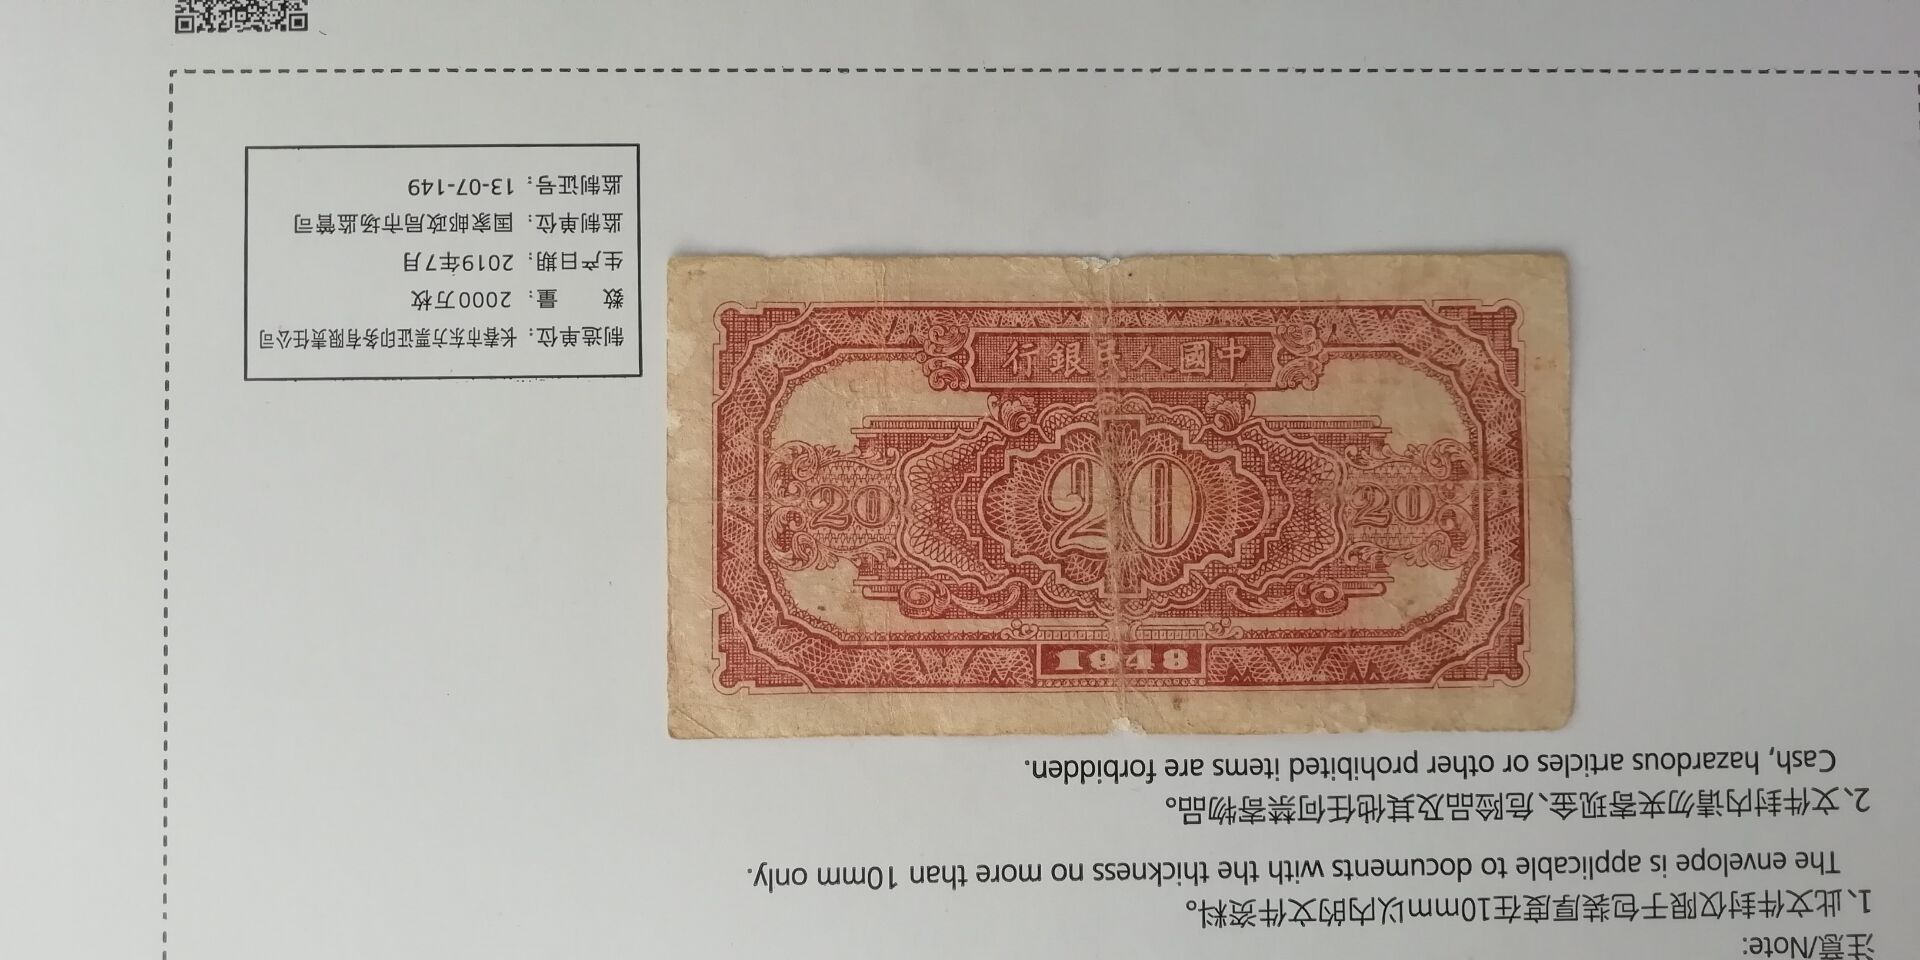 中國人民銀行
20
20
20
1948
注意/Note:
1、此文件封仅限于包装厚度在10mm以内的文件资料。
The envelope is applicable to documents with the thickness no more than 10mm only.
2、文件封内请勿夹寄现金、危险品及其他任何禁寄物品。
Cash, hazardous articles or other prohibited items are forbidden.
制造单位：长春市东方票证印务有限责任公司
数 量：2000万枚
生产日期：2019年7月
监制单位：国家邮政局市场监管司
监制证号：13-07-149